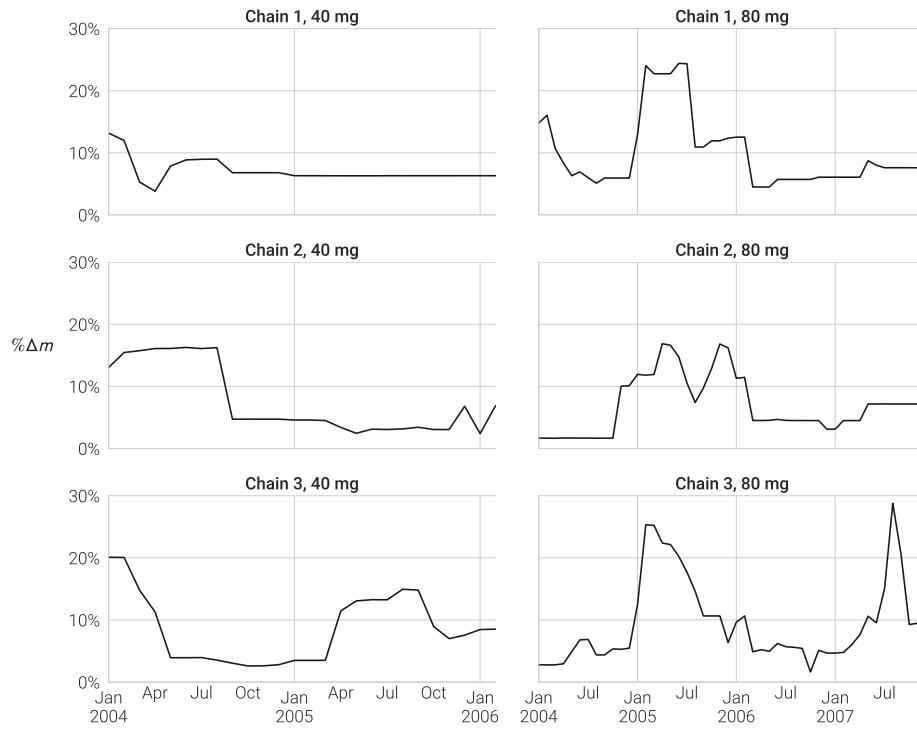 Chain 1, 40 mg
Chain 1, 80 mg
30%
20%
10%
0%
Chain 2, 40 mg
Chain 2, 80 mg
30%
20%
10%
0%
%Δm
Chain 3, 40 mg
Chain 3, 80 mg
30%
20%
10%
0%
Jan Apr Jul Oct Jan Apr Jul Oct Jan
2004 2005 2006
Jan Jul Jan Jul Jan Jul Jan Jul
2004 2005 2006 2007